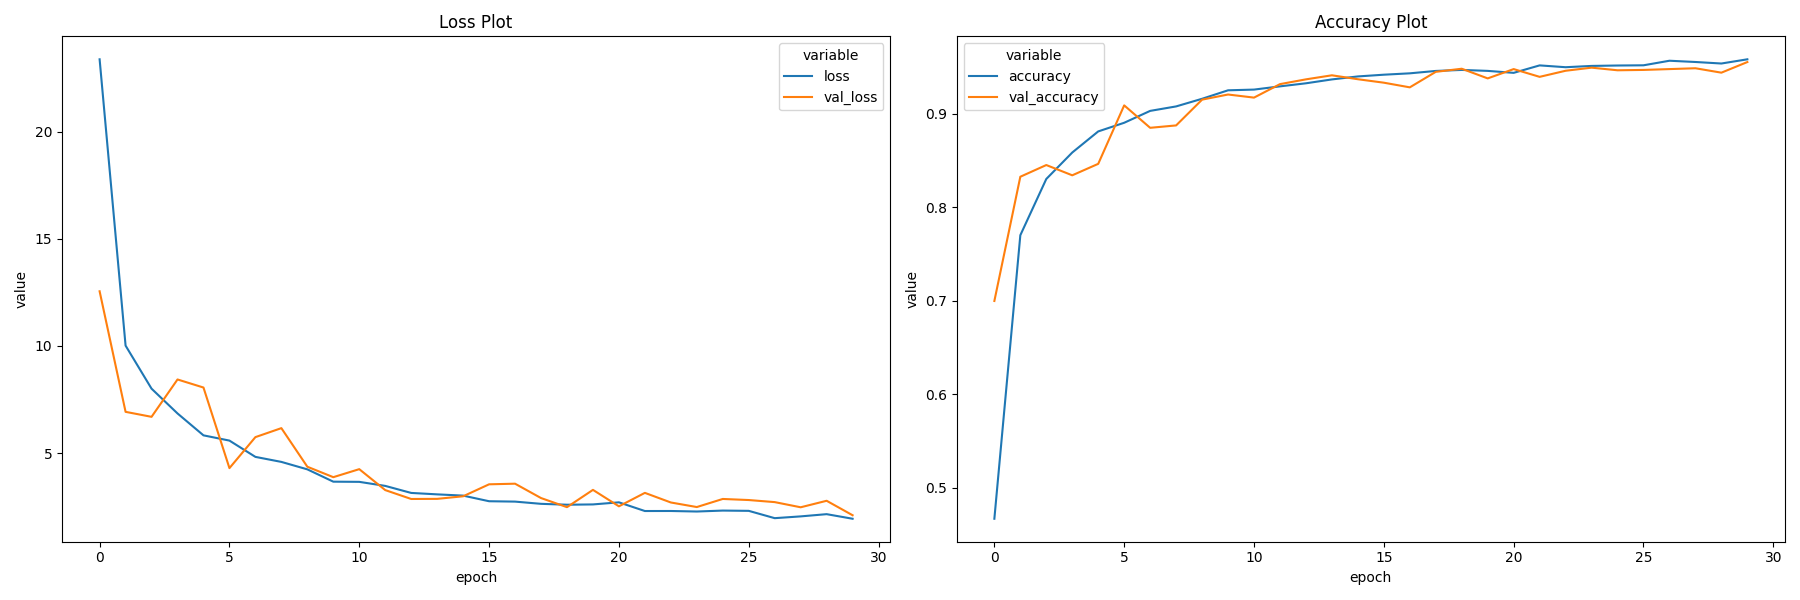 Loss Plot
variable
loss
val_loss
20
15
10
5
value
0 5 10 15 20 25 30
epoch
Accuracy Plot
variable
accuracy
val_accuracy
0.9
0.8
0.7
0.6
0.5
value
0 5 10 15 20 25 30
epoch